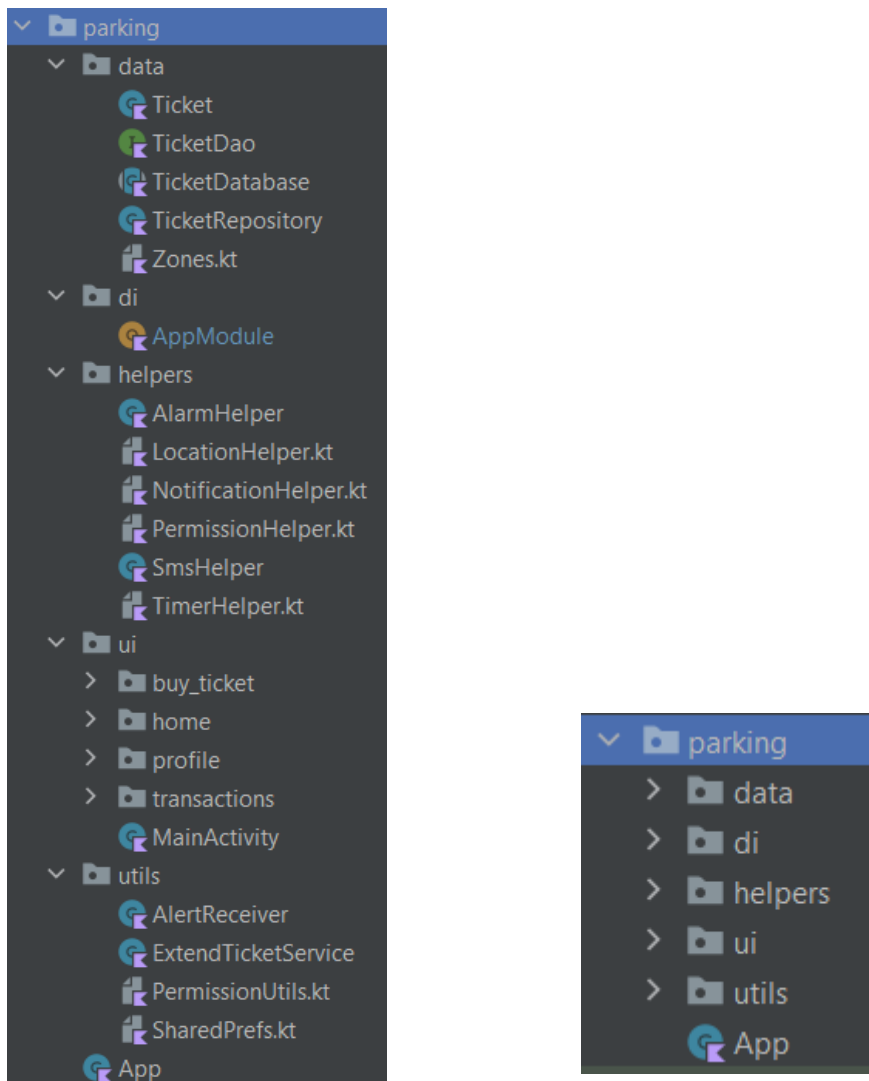 parking
data
Ticket
TicketDao
TicketDatabase
TicketRepository
Zones.kt
di
AppModule
helpers
AlarmHelper
LocationHelper.kt
NotificationHelper.kt
PermissionHelper.kt
SmsHelper
TimerHelper.kt
ui
buy_ticket
home
profile
transactions
MainActivity
utils
AlertReceiver
ExtendTicketService
PermissionUtils.kt
SharedPrefs.kt
App
parking
data
di
helpers
ui
utils
App